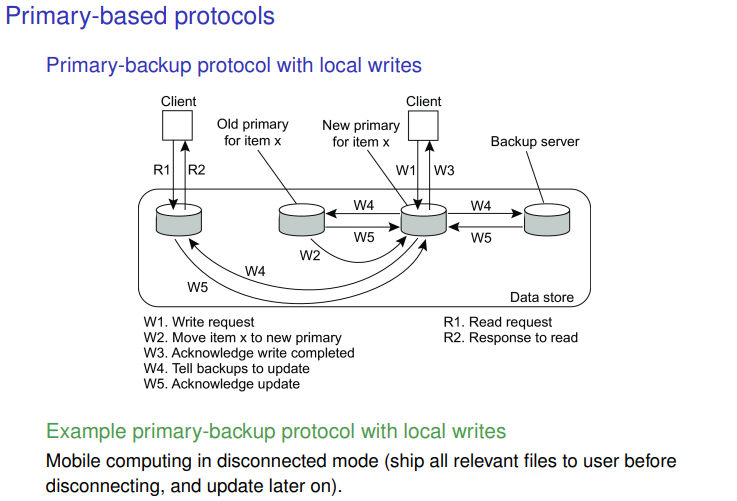 Primary-based protocols
Primary-backup protocol with local writes
Client
Client
Old primary
for item x
New primary
for item x
Backup server
R1
R2
W1
W3
W4
W5
W4
W5
W2
W4
W5
Data store
W1. Write request
W2. Move item x to new primary
W3. Acknowledge write completed
W4. Tell backups to update
W5. Acknowledge update
R1. Read request
R2. Response to read
Example primary-backup protocol with local writes
Mobile computing in disconnected mode (ship all relevant files to user before
disconnecting, and update later on).